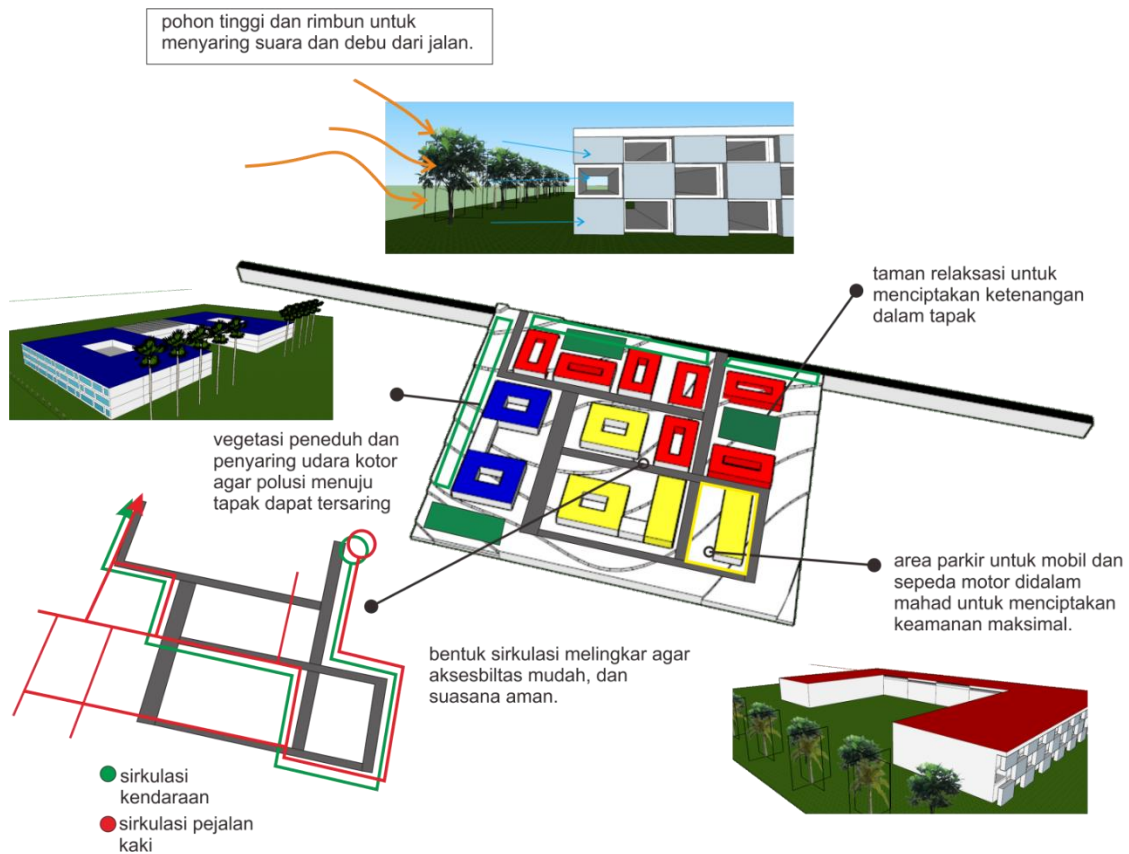 pohon tinggi dan rimbun untuk
menyaring suara dan debu dari jalan.
taman relaksasi untuk
menciptakan ketenangan
dalam tapak
vegetasi peneduh dan
penyaring udara kotor
agar polusi menuju
tapak dapat tersaring
area parkir untuk mobil dan
sepeda motor didalam
mahad untuk menciptakan
keamanan maksimal.
bentuk sirkulasi melingkar agar
aksesbiltas mudah, dan
suasana aman.
sirkulasi
kendaraan
sirkulasi pejalan
kaki